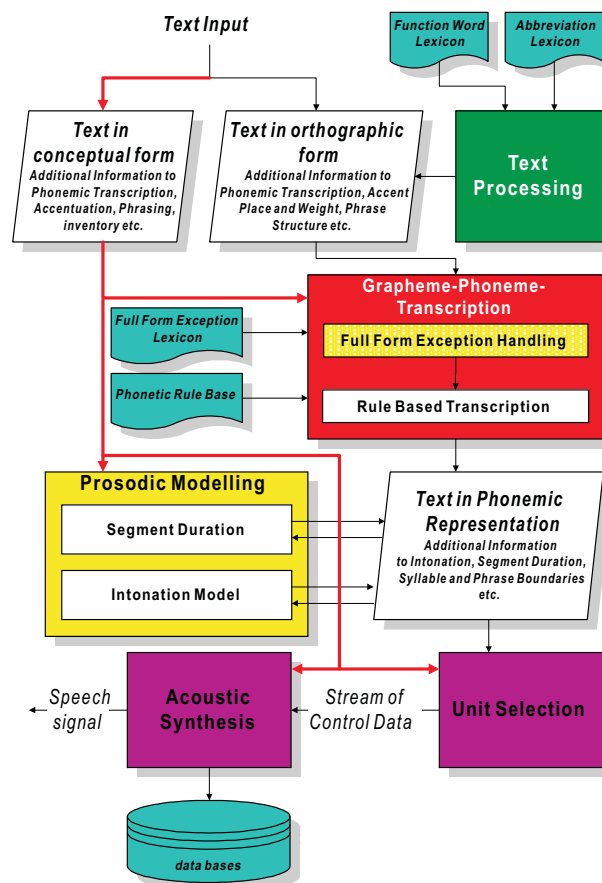 Text Input
Function Word
Lexicon
Abbreviation
Lexicon
Text in
conceptual form
Additional Information to
Phonemic Transcription,
Accentuation, Phrasing,
inventory etc.
Text in orthographic
form
Additional Information to
Phonemic Transcription, Accent
Place and Weight, Phrase
Structure etc.
Text
Processing
Grapheme-Phoneme-
Transcription
Full Form Exception
Lexicon
Full Form Exception Handling
Phonetic Rule Base
Rule Based Transcription
Prosodic Modelling
Segment Duration
Intonation Model
Text in Phonemic
Representation
Additional Information
to Intonation, Segment Duration,
Syllable and Phrase Boundaries
etc.
Speech
signal
Acoustic
Synthesis
Stream of
Control Data
Unit Selection
data bases